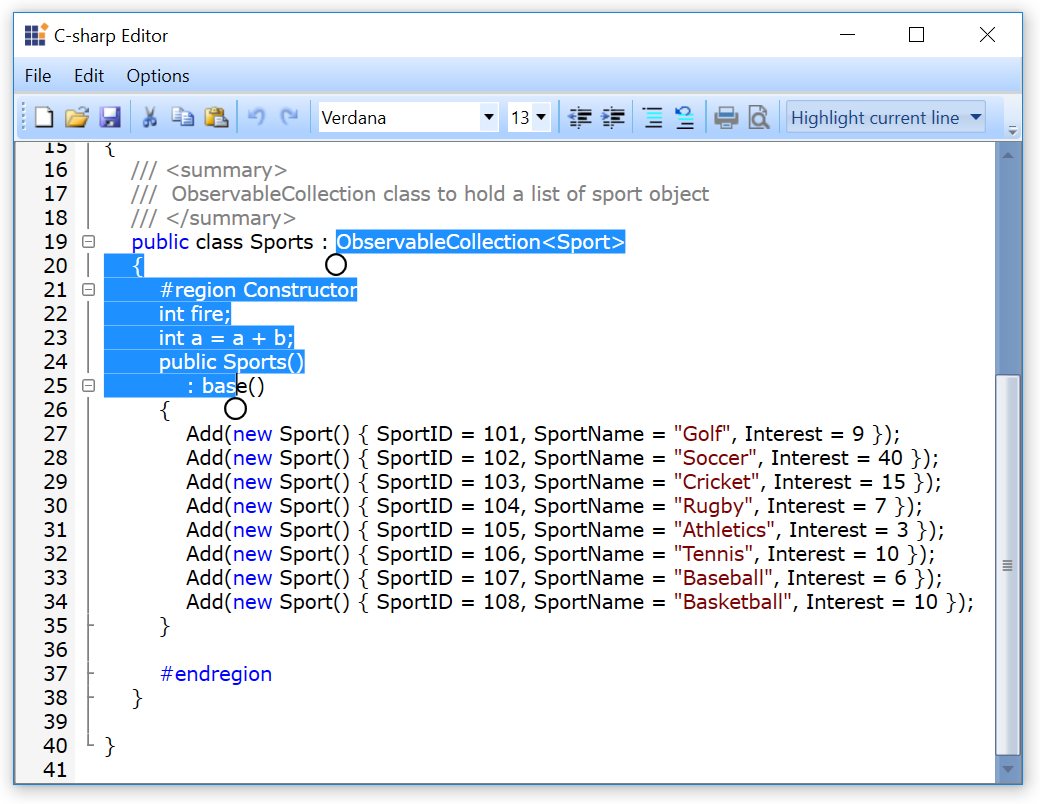 C-sharp Editor
File Edit Options
Verdana 13 Highlight current line
15 {
16 /// <summary>
17 ///  ObservableCollection class to hold a list of sport object
18 /// </summary>
19 public class Sports : ObservableCollection<Sport>
20 {
21 #region Constructor
22 int fire;
23 int a = a + b;
24 public Sports()
25 : base()
26 {
27 Add(new Sport() { SportID = 101, SportName = "Golf", Interest = 9 });
28 Add(new Sport() { SportID = 102, SportName = "Soccer", Interest = 40 });
29 Add(new Sport() { SportID = 103, SportName = "Cricket", Interest = 15 });
30 Add(new Sport() { SportID = 104, SportName = "Rugby", Interest = 7 });
31 Add(new Sport() { SportID = 105, SportName = "Athletics", Interest = 3 });
32 Add(new Sport() { SportID = 106, SportName = "Tennis", Interest = 10 });
33 Add(new Sport() { SportID = 107, SportName = "Baseball", Interest = 6 });
34 Add(new Sport() { SportID = 108, SportName = "Basketball", Interest = 10 });
35 }
36
37 #endregion
38 }
39
40 }
41